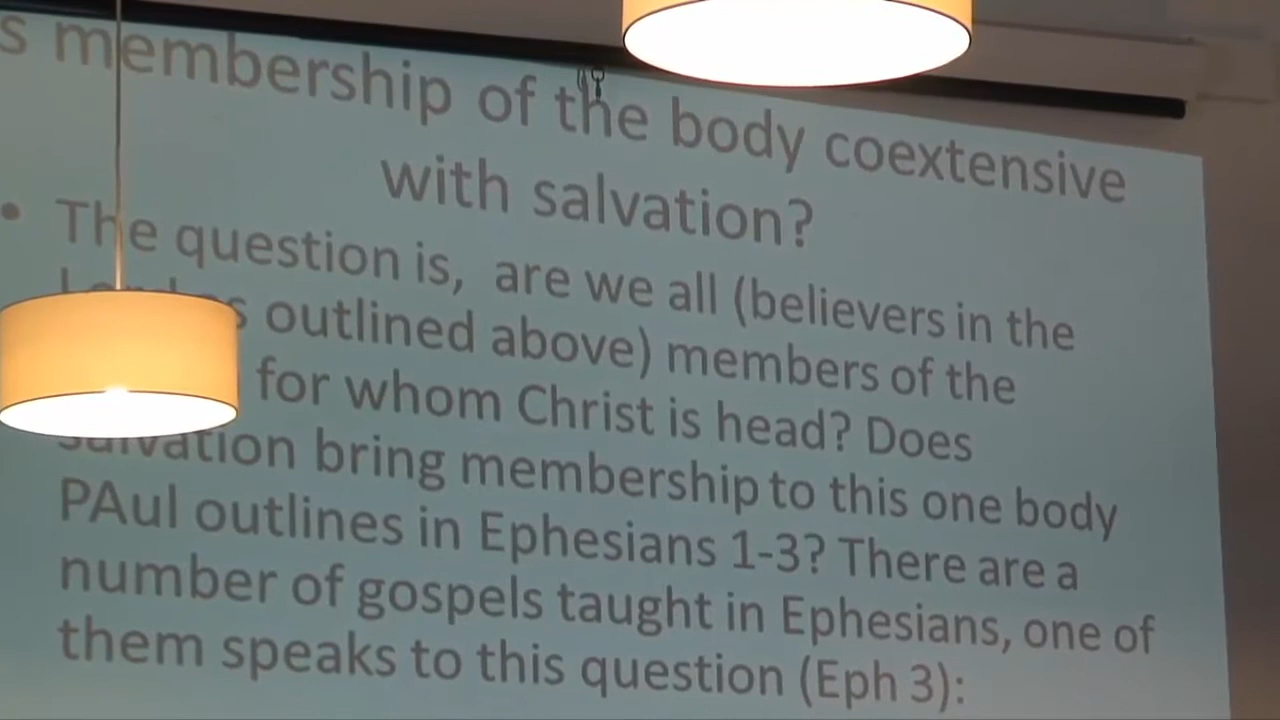 s membership of the body coextensive
with salvation?
• The question is, are we all (believers in the
outlined above) members of the
for whom Christ is head? Does
salvation bring membership to this one body
PAul outlines in Ephesians 1-3? There are a
number of gospels taught in Ephesians, one of
them speaks to this question (Eph 3):